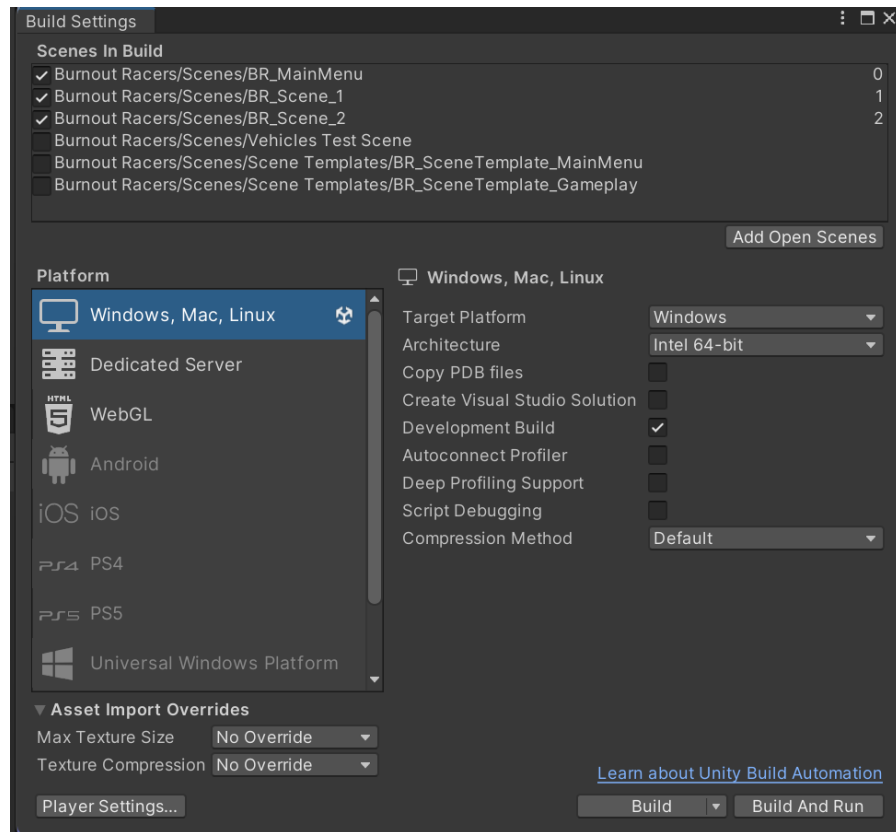 Build Settings
Scenes In Build
Burnout Racers/Scenes/BR_MainMenu 0
Burnout Racers/Scenes/BR_Scene_1 1
Burnout Racers/Scenes/BR_Scene_2 2
Burnout Racers/Scenes/Vehicles Test Scene
Burnout Racers/Scenes/Scene Templates/BR_SceneTemplate_MainMenu
Burnout Racers/Scenes/Scene Templates/BR_SceneTemplate_Gameplay
Add Open Scenes
Platform
Windows, Mac, Linux
Dedicated Server
HTML
5
WebGL
Android
iOS iOS
PS4 PS4
PS5 PS5
Universal Windows Platform
Windows, Mac, Linux
Target Platform Windows
Architecture Intel 64-bit
Copy PDB files
Create Visual Studio Solution
Development Build
Autoconnect Profiler
Deep Profiling Support
Script Debugging
Compression Method Default
Asset Import Overrides
Max Texture Size No Override
Texture Compression No Override
Learn about Unity Build Automation
Player Settings... Build Build And Run